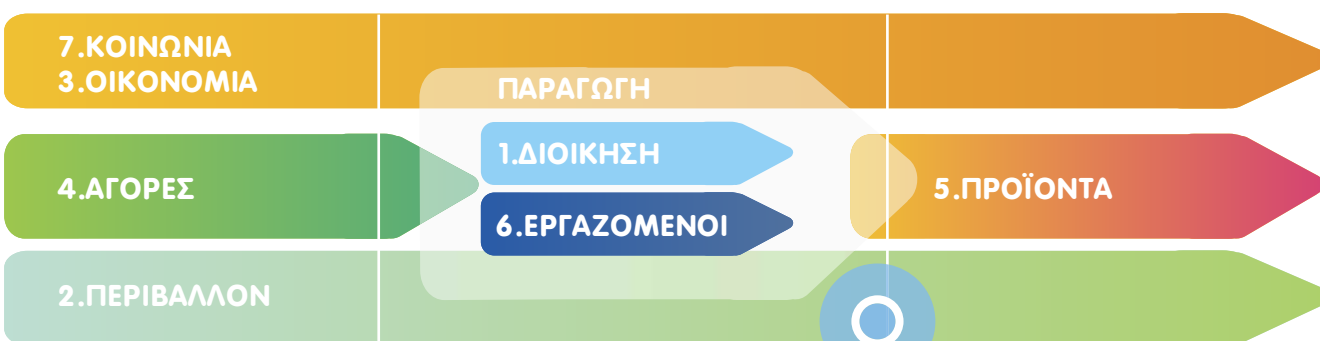 7.ΚΟΙΝΩΝΙΑ
3.ΟΙΚΟΝΟΜΙΑ
ΠΑΡΑΓΩΓΗ
1.ΔΙΟΙΚΗΣΗ
4.ΑΓΟΡΕΣ
5.ΠΡΟΪΟΝΤΑ
6.ΕΡΓΑΖΟΜΕΝΟΙ
2.ΠΕΡΙΒΑΛΛΟΝ